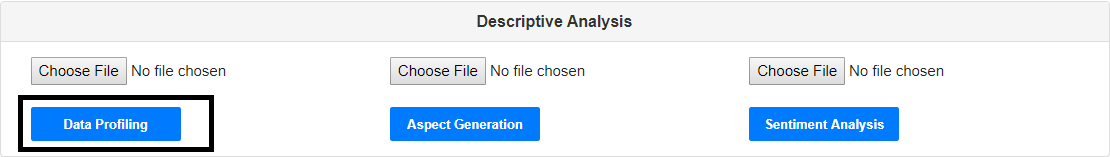 Descriptive Analysis
Choose File No file chosen Choose File No file chosen Choose File No file chosen
Data Profiling Aspect Generation Sentiment Analysis